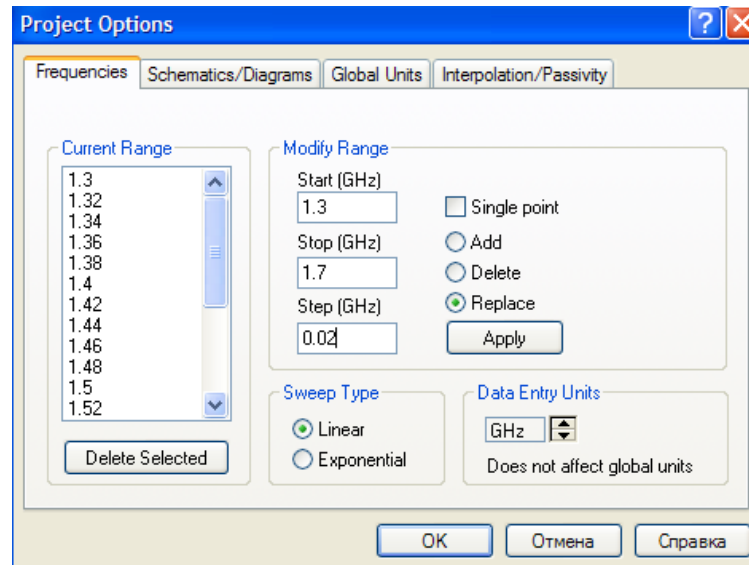 Project Options
Frequencies
Schematics/Diagrams
Global Units
Interpolation/Passivity
Current Range
1.3
1.32
1.34
1.36
1.38
1.4
1.42
1.44
1.46
1.48
1.5
1.52
Delete Selected
Modify Range
Start (GHz)
1.3
Single point
Stop (GHz)
Add
1.7
Delete
Step (GHz)
Replace
0.02
Apply
Sweep Type
Linear
Exponential
Data Entry Units
GHz
Does not affect global units
OK
Отмена
Справка